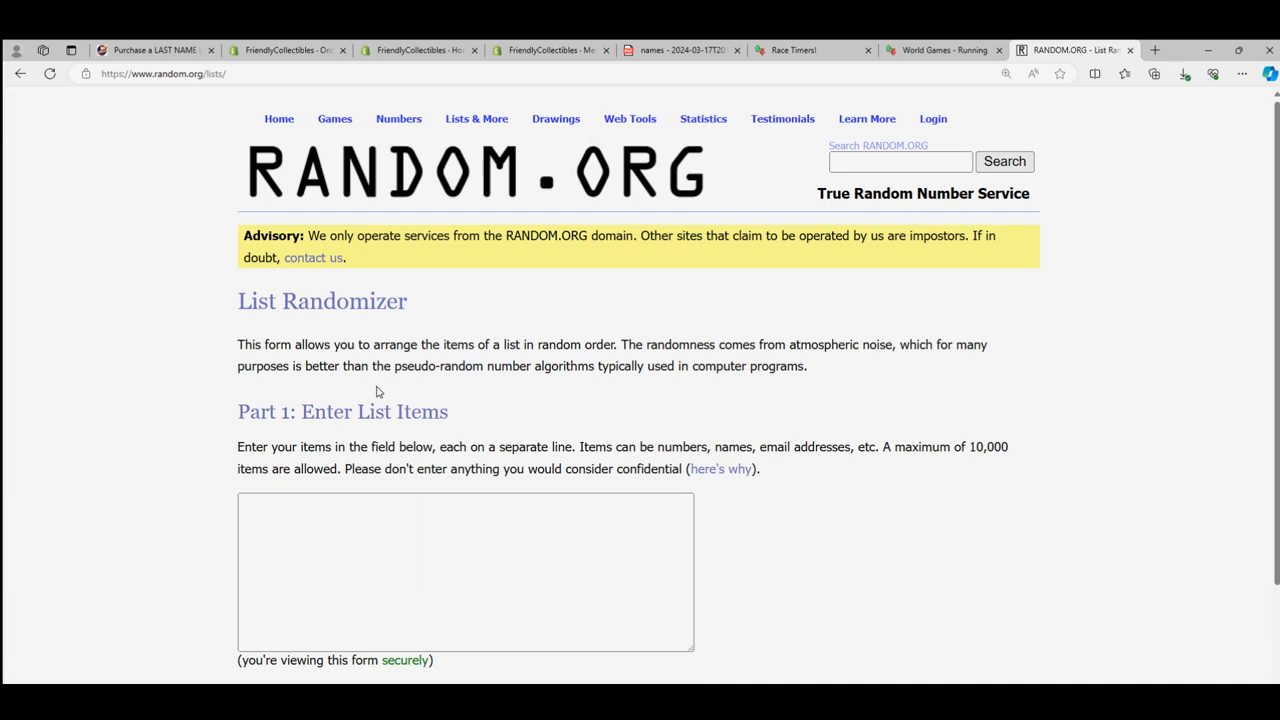 Purchase a LAST NAME
FriendlyCollectibles - Ord
FriendlyCollectibles - Hom
FriendlyCollectibles - Me
names - 2024-03-17T20
Race Timers!
World Games - Running
RANDOM.ORG - List Ran
https://www.random.org/lists/
Home Games Numbers Lists & More Drawings Web Tools Statistics Testimonials Learn More Login
RANDOM.ORG
Search RANDOM.ORG
Search
True Random Number Service
Advisory: We only operate services from the RANDOM.ORG domain. Other sites that claim to be operated by us are impostors. If in
doubt, contact us.
List Randomizer
This form allows you to arrange the items of a list in random order. The randomness comes from atmospheric noise, which for many
purposes is better than the pseudo-random number algorithms typically used in computer programs.
Part 1: Enter List Items
Enter your items in the field below, each on a separate line. Items can be numbers, names, email addresses, etc. A maximum of 10,000
items are allowed. Please don't enter anything you would consider confidential (here's why).
(you're viewing this form securely)